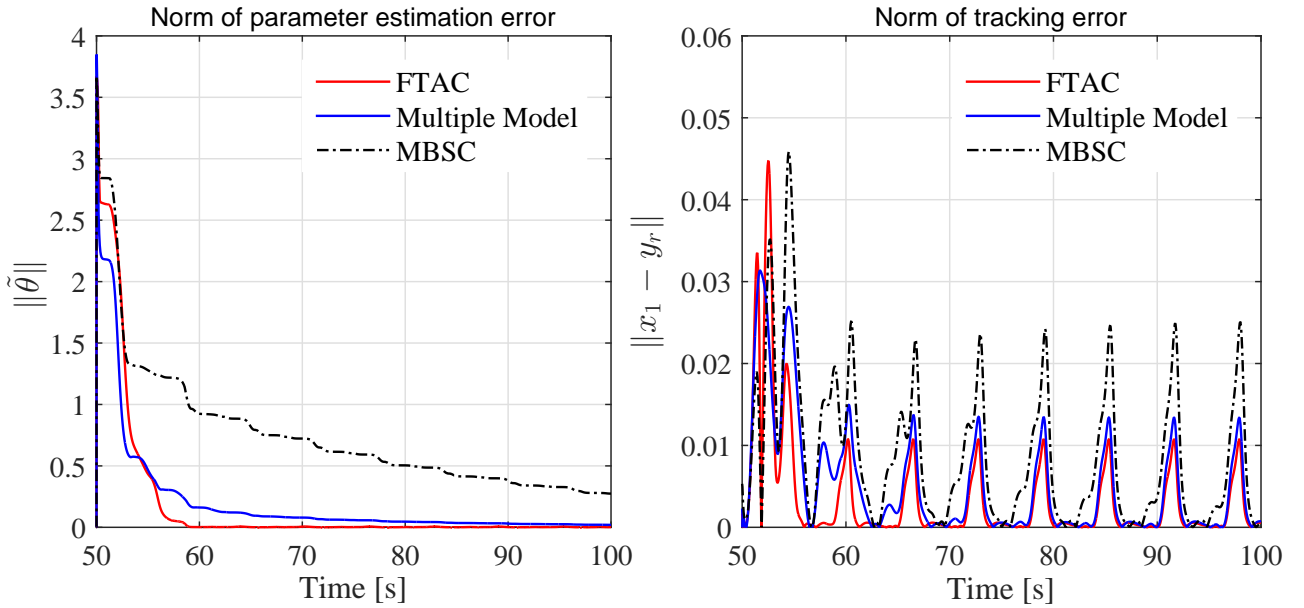 Norm of parameter estimation error
4
3.5
3
2.5
2
1.5
1
0.5
0
||θ̃||
FTAC
Multiple Model
MBSC
50 60 70 80 90 100
Time [s]
Norm of tracking error
0.06
0.05
0.04
0.03
0.02
0.01
0
||x₁ − yᵣ||
FTAC
Multiple Model
MBSC
50 60 70 80 90 100
Time [s]